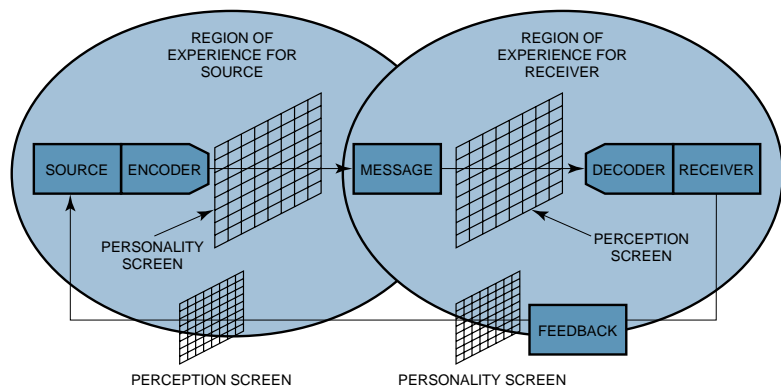 REGION OF
EXPERIENCE FOR
SOURCE
REGION OF
EXPERIENCE FOR
RECEIVER
SOURCE
ENCODER
MESSAGE
DECODER
RECEIVER
PERSONALITY
SCREEN
PERCEPTION
SCREEN
FEEDBACK
PERCEPTION SCREEN
PERSONALITY SCREEN